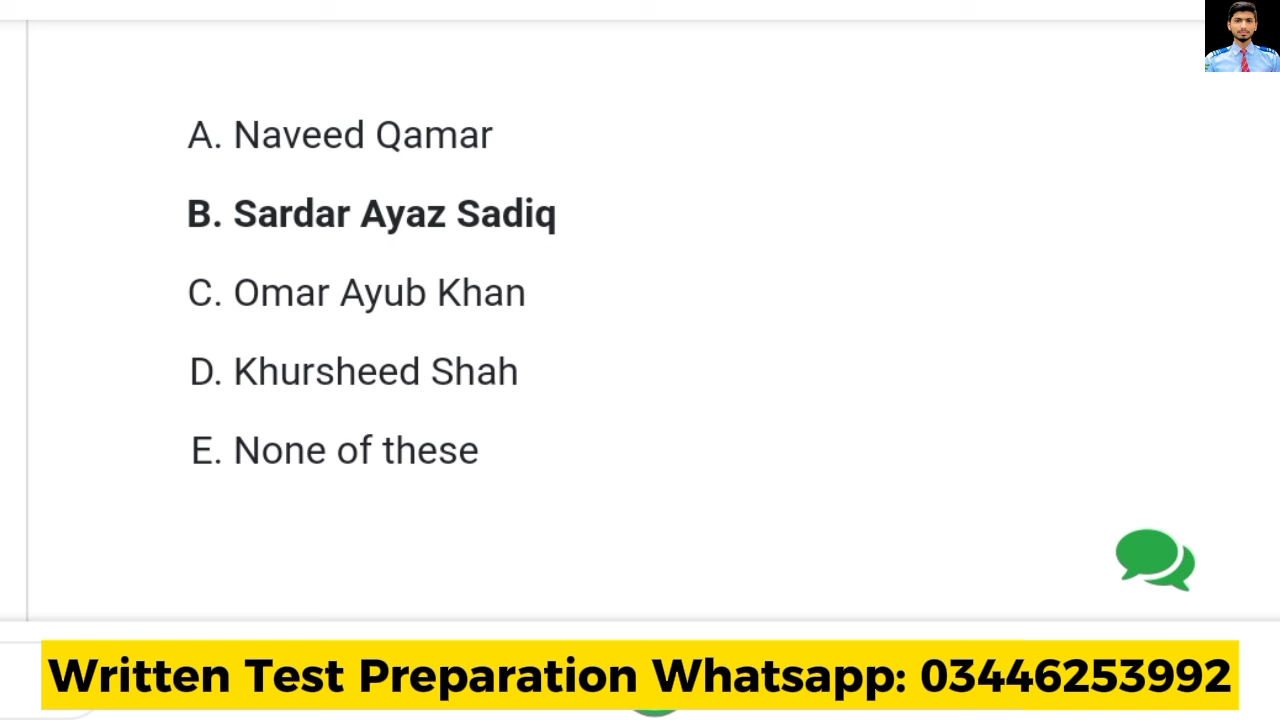 A. Naveed Qamar
B. Sardar Ayaz Sadiq
C. Omar Ayub Khan
D. Khursheed Shah
E. None of these
Written Test Preparation Whatsapp: 03446253992